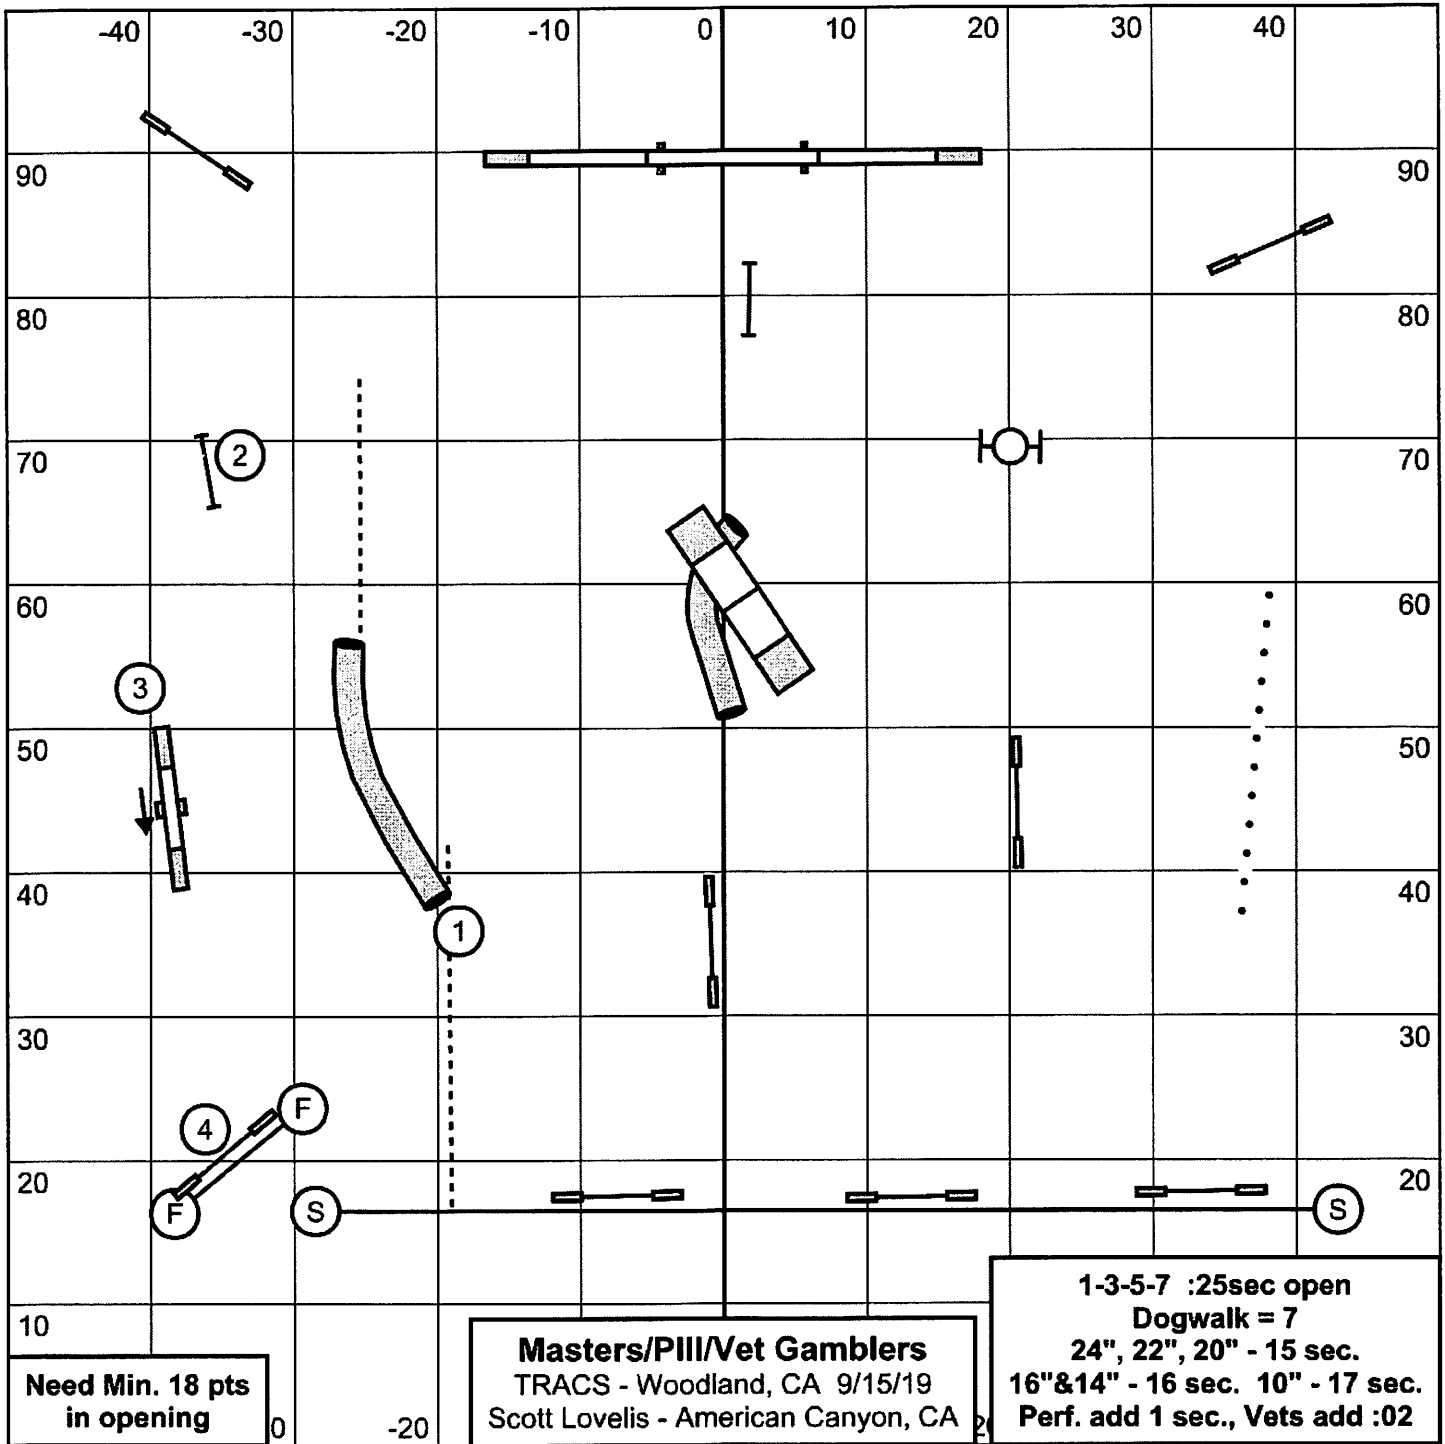 -40 -30 -20 -10 0 10 20 30 40
90 90
80 80
2
70 70
60 60
3
50 50
40 40
1
30 30
F
4
20 20
F S S
10
1-3-5-7 :25sec open
Dogwalk = 7
24", 22", 20" - 15 sec.
16"&14" - 16 sec. 10" - 17 sec.
Perf. add 1 sec., Vets add :02
Masters/PIII/Vet Gamblers
TRACS - Woodland, CA 9/15/19
Scott Lovelis - American Canyon, CA
Need Min. 18 pts
in opening
0 -20